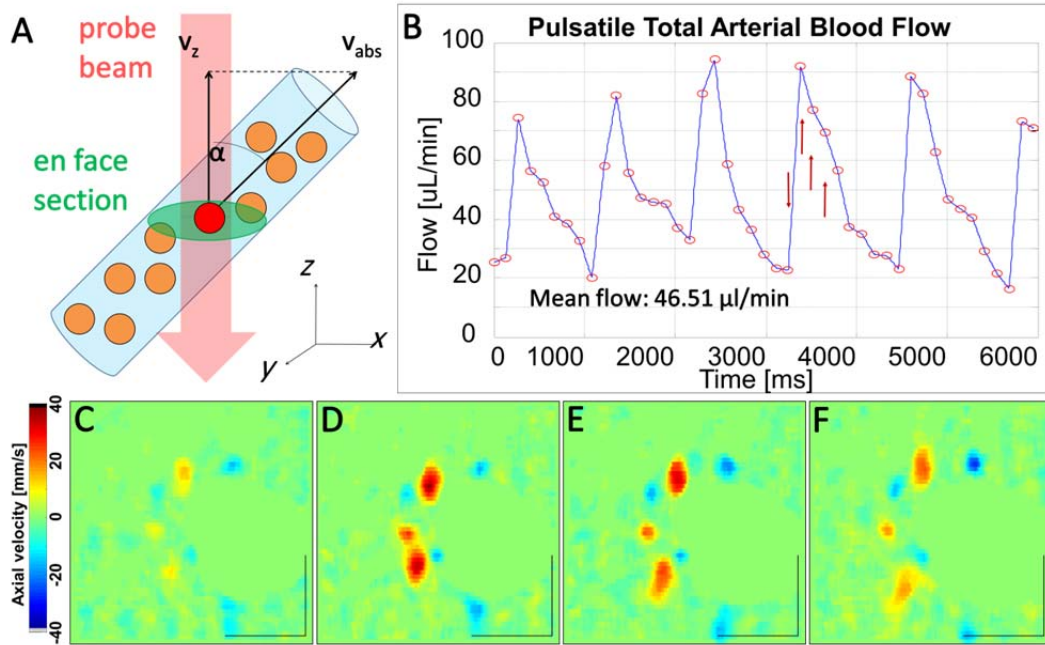 A
probe
beam
v_z
v_abs
α
en face
section
z
x
y
B
Pulsatile Total Arterial Blood Flow
Flow [uL/min]
100
80
60
40
20
0
Mean flow: 46.51 µl/min
0 1000 2000 3000 4000 5000 6000
Time [ms]
Axial velocity [mm/s]
40
20
0
-20
-40
C
D
E
F